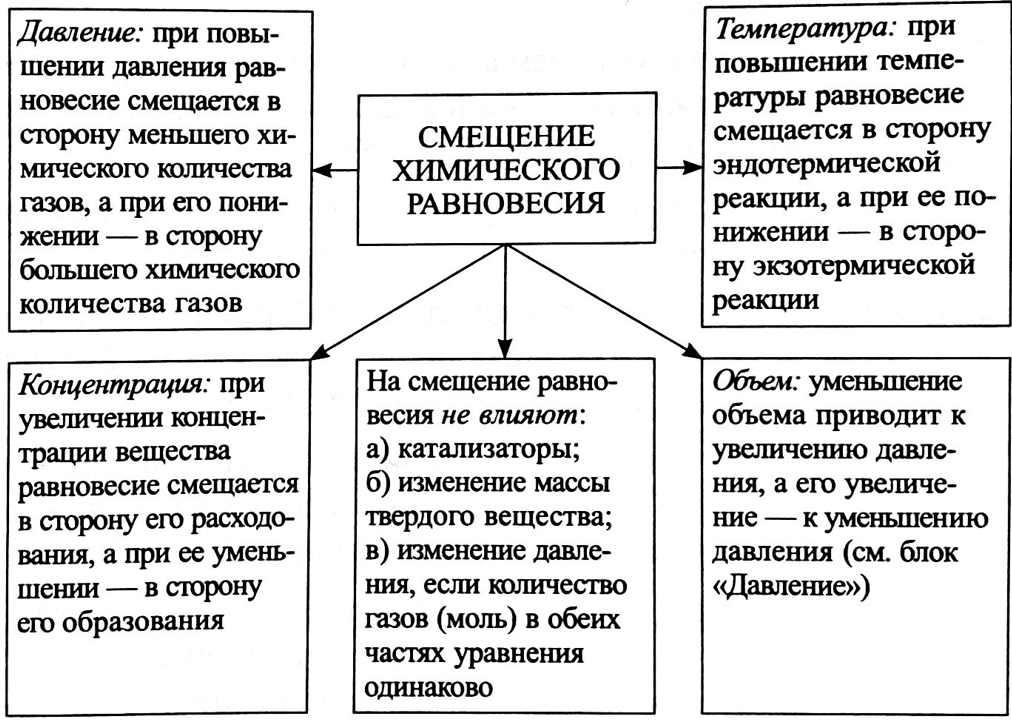 СМЕЩЕНИЕ
ХИМИЧЕСКОГО
РАВНОВЕСИЯ
Давление: при повы-
шении давления рав-
новесие смещается в
сторону меньшего хи-
мического количества
газов, а при его пони-
жении — в сторону
большего химического
количества газов
Температура: при
повышении темпе-
ратуры равновесие
смещается в сторону
эндотермической
реакции, а при ее по-
нижении — в сторо-
ну экзотермической
реакции
Концентрация: при
увеличении концен-
трации вещества
равновесие смещается
в сторону его расходо-
вания, а при ее умень-
шении — в сторону
его образования
На смещение равно-
весия не влияют:
а) катализаторы;
б) изменение массы
твердого вещества;
в) изменение давле-
ния, если количество
газов (моль) в обеих
частях уравнения
одинаково
Объем: уменьшение
объема приводит к
увеличению давле-
ния, а его увеличе-
ние — к уменьшению
давления (см. блок
«Давление»)